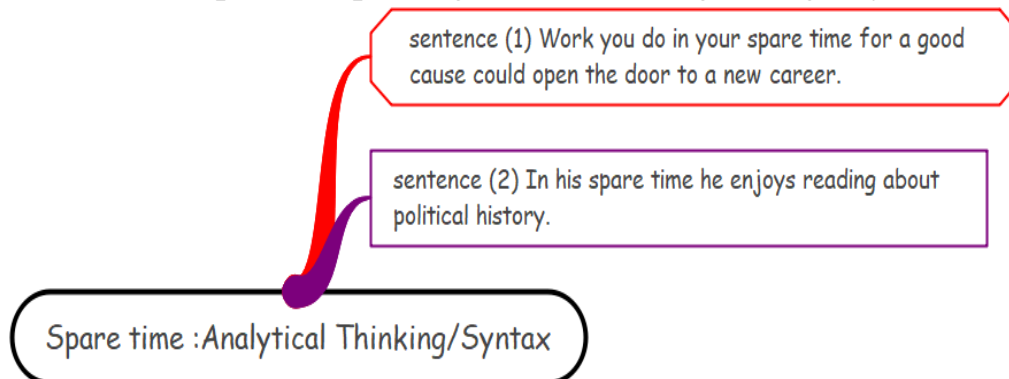 sentence (1) Work you do in your spare time for a good
cause could open the door to a new career.
sentence (2) In his spare time he enjoys reading about
political history.
Spare time :Analytical Thinking/Syntax